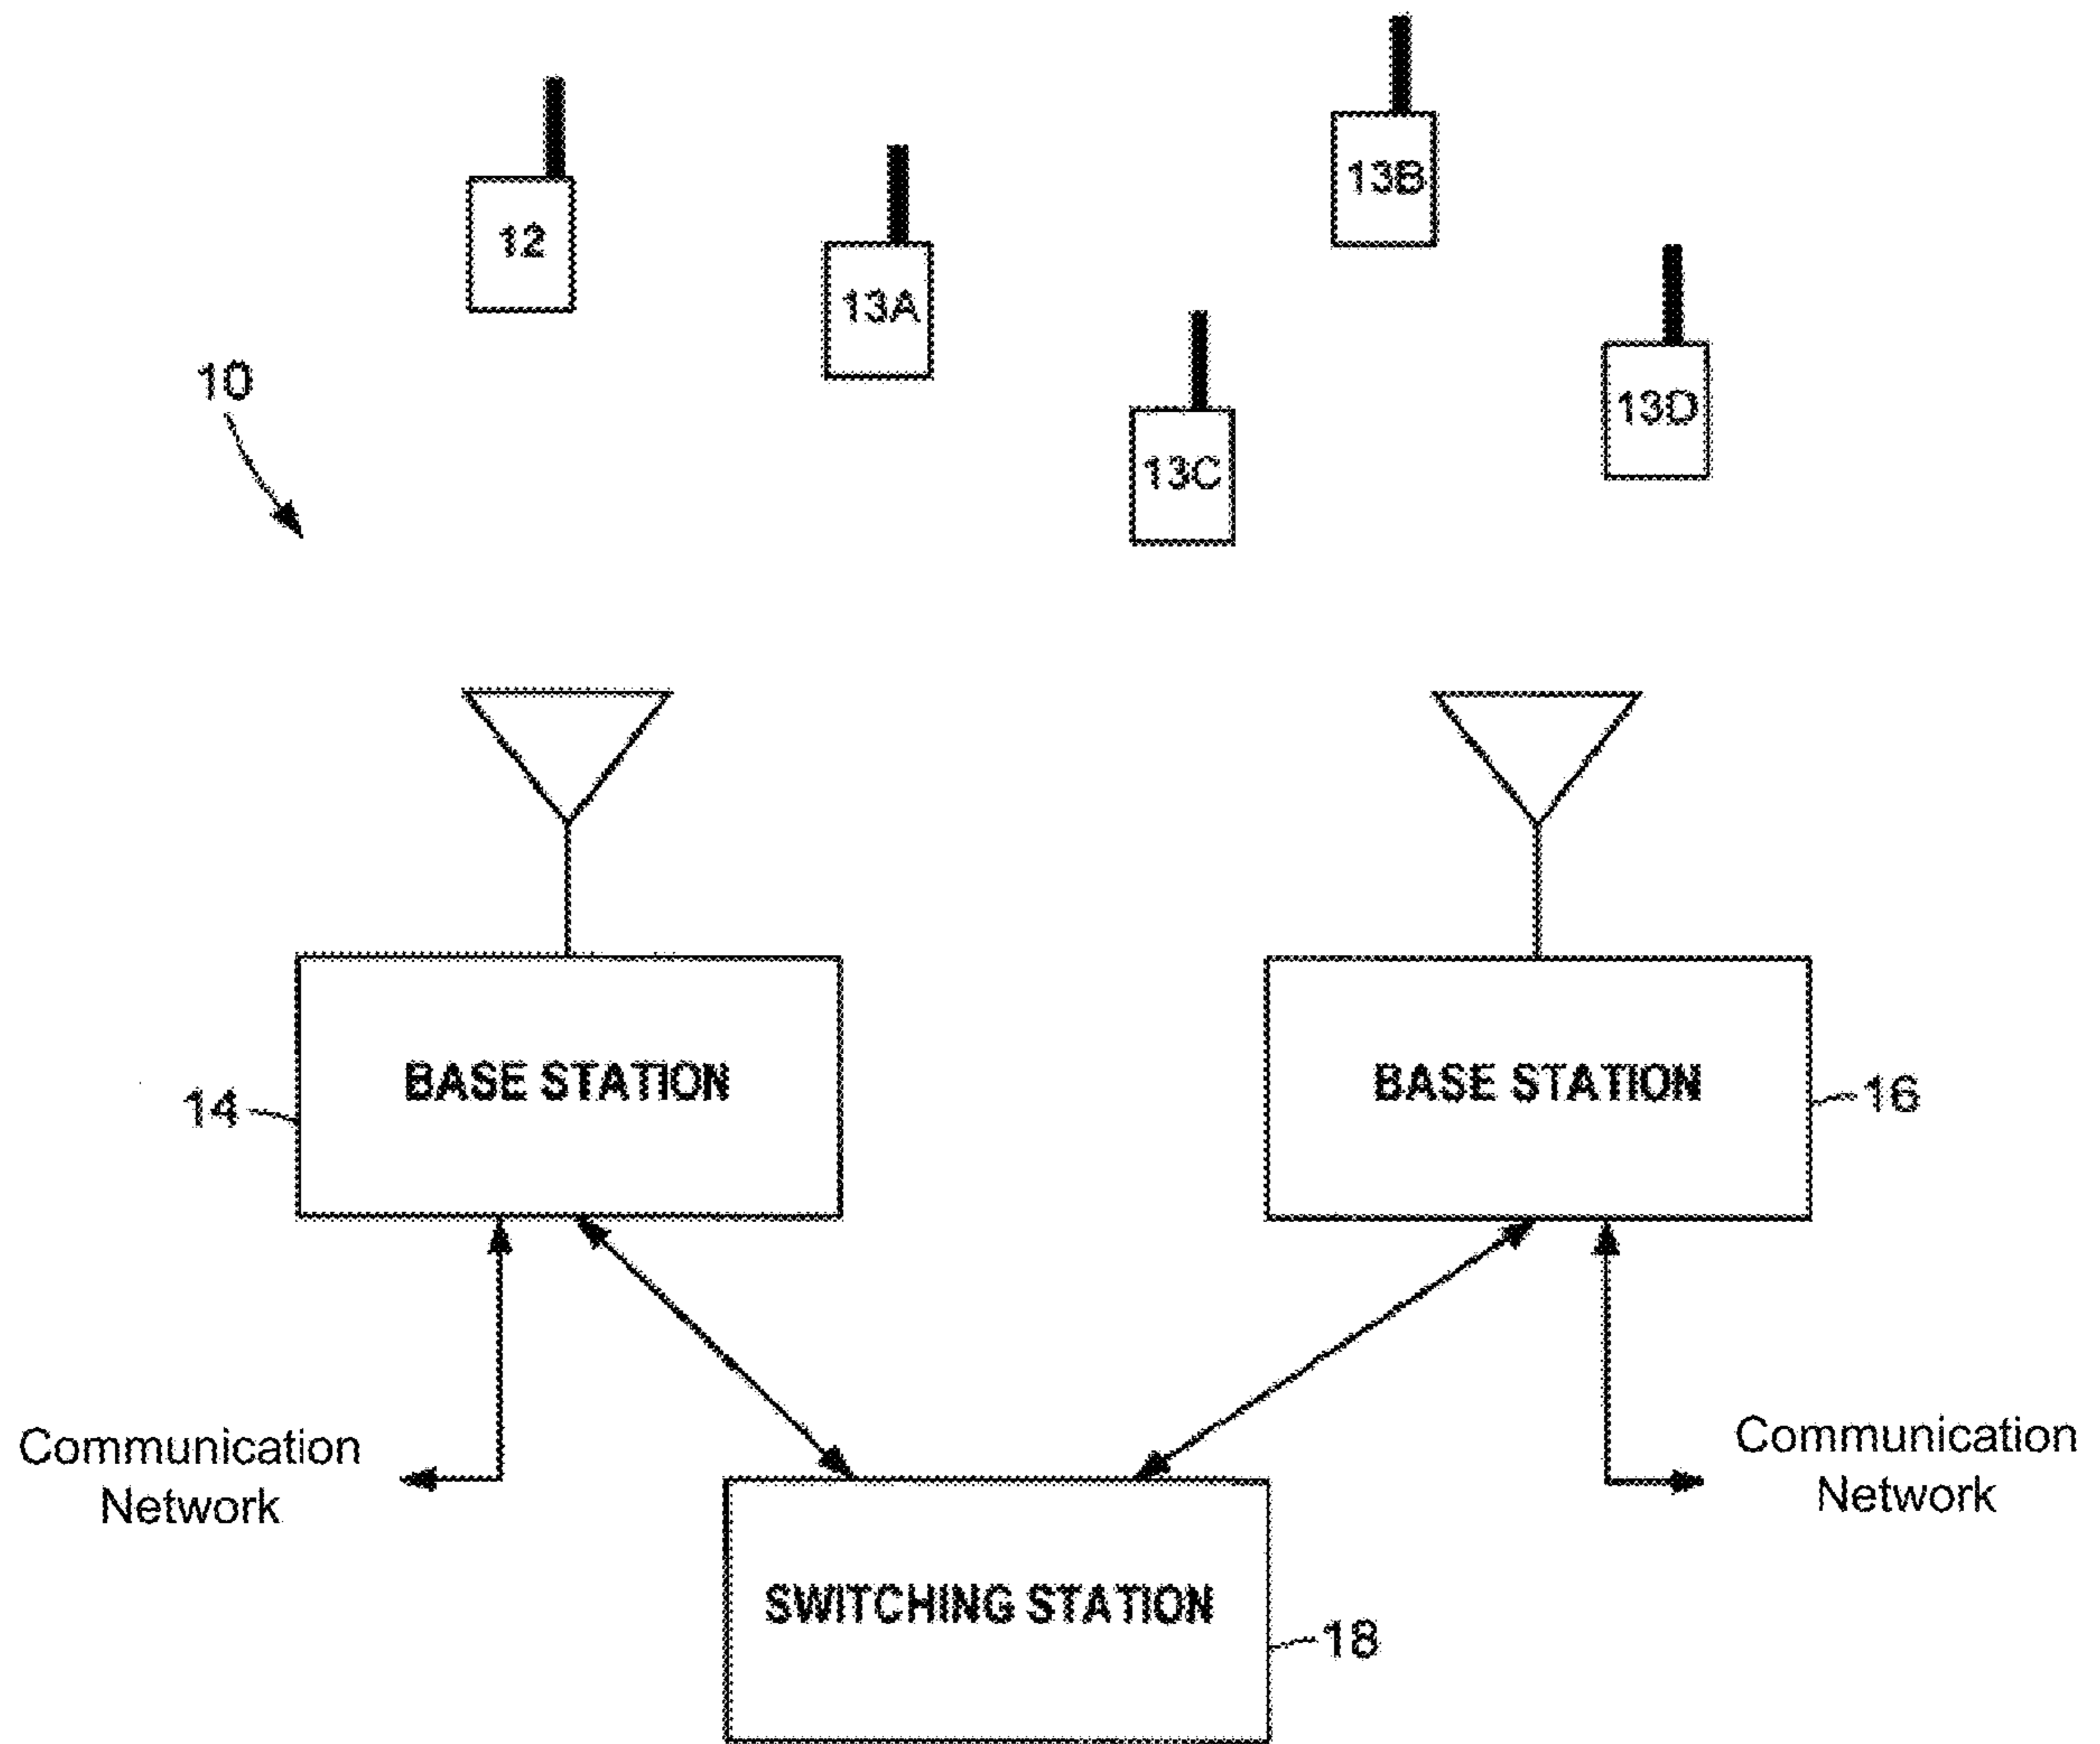 13B
12
13A
10
13D
13C
BASE STATION
BASE STATION
14
16
Communication
Network
Communication
Network
SWITCHING STATION
18